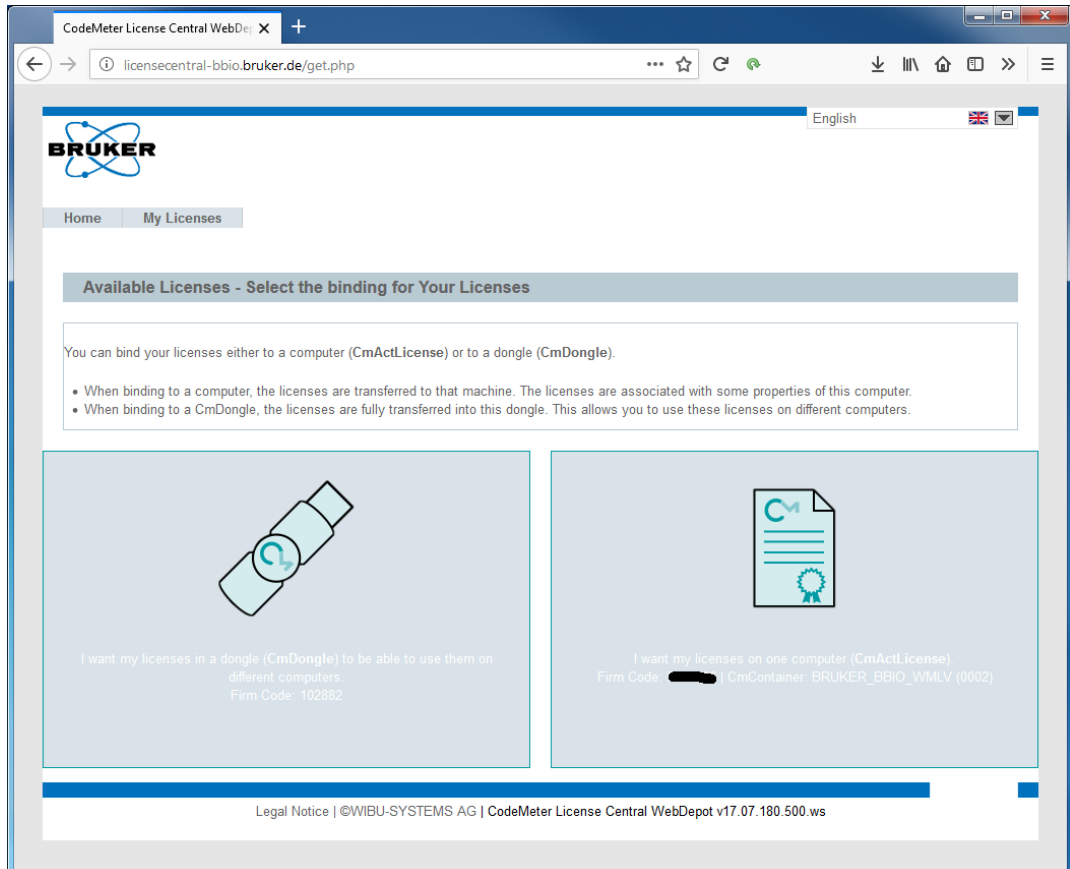 CodeMeter License Central WebDep
licensecentral-bbio.bruker.de/get.php
English
BRUKER
Home My Licenses
Available Licenses - Select the binding for Your Licenses
You can bind your licenses either to a computer (CmActLicense) or to a dongle (CmDongle).
• When binding to a computer, the licenses are transferred to that machine. The licenses are associated with some properties of this computer.
• When binding to a CmDongle, the licenses are fully transferred into this dongle. This allows you to use these licenses on different computers.
CM
I want my licenses in a dongle (CmDongle) to be able to use them on
different computers.
Firm Code: 102882
CM
I want my licenses on one computer (CmActLicense).
Firm Code: | CmContainer: BRUKER_BBIO_WMLV (0002)
Legal Notice | ©WIBU-SYSTEMS AG | CodeMeter License Central WebDepot v17.07.180.500.ws